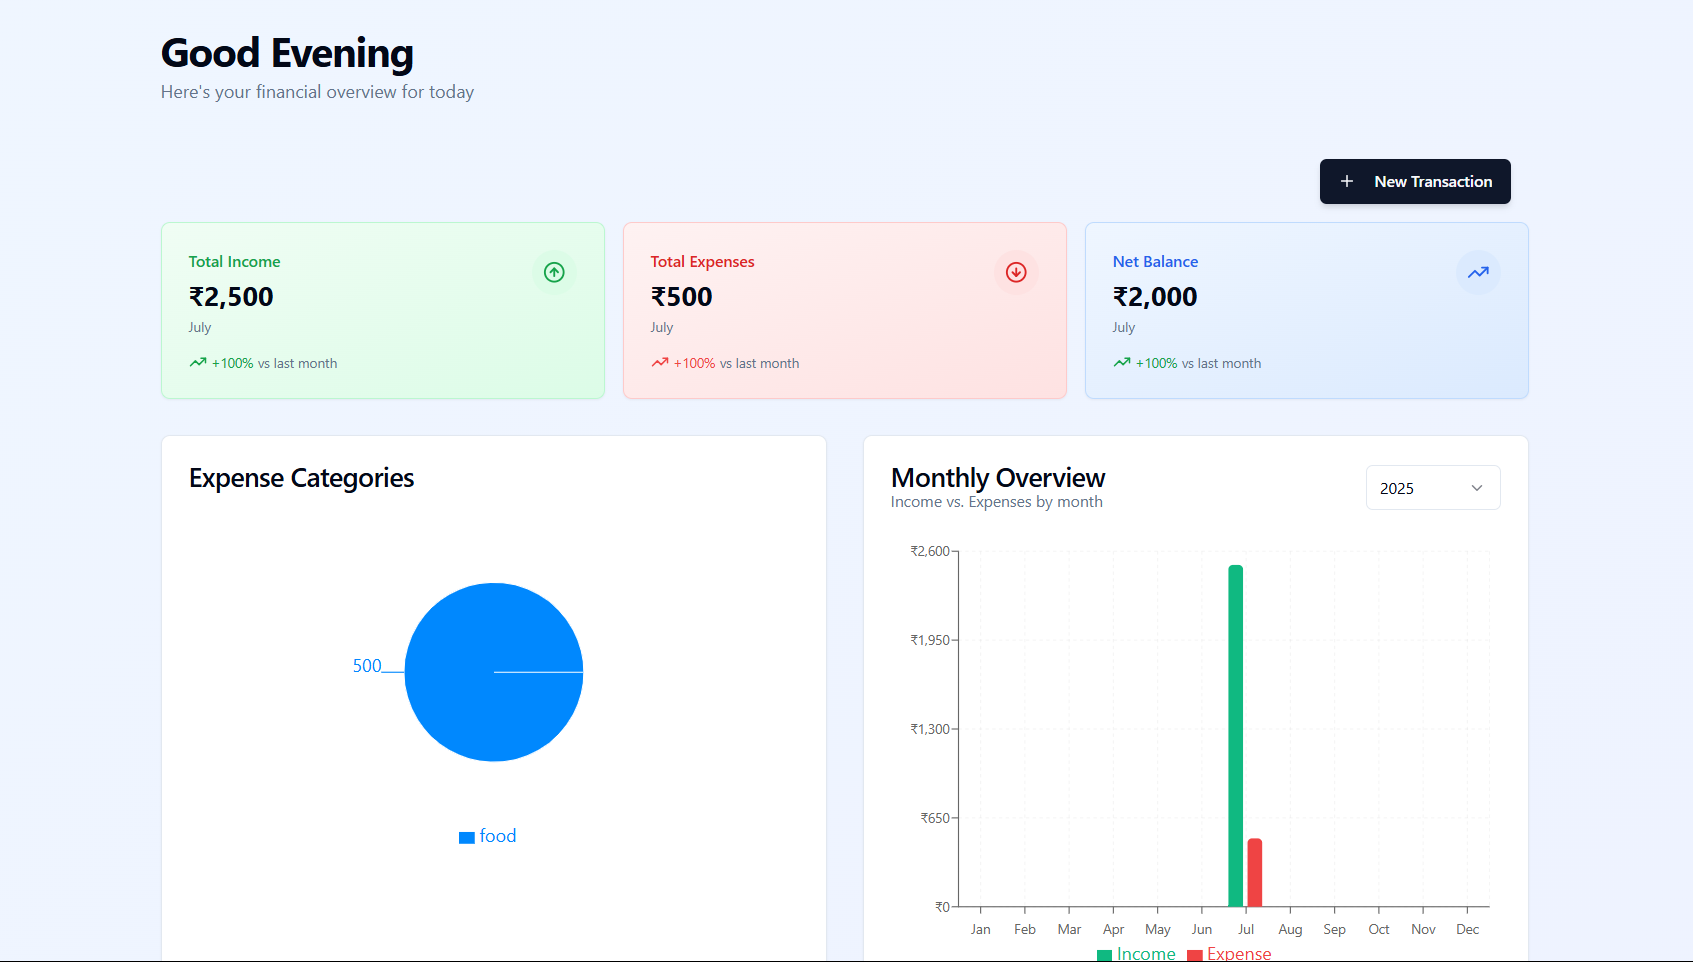 Good Evening
Here's your financial overview for today
New Transaction
Total Income
₹2,500
July
+100% vs last month
Total Expenses
₹500
July
+100% vs last month
Net Balance
₹2,000
July
+100% vs last month
Expense Categories
500
food
Monthly Overview
Income vs. Expenses by month
2025
₹2,600
₹1,950
₹1,300
₹650
₹0
Jan Feb Mar Apr May Jun Jul Aug Sep Oct Nov Dec
Income Expense